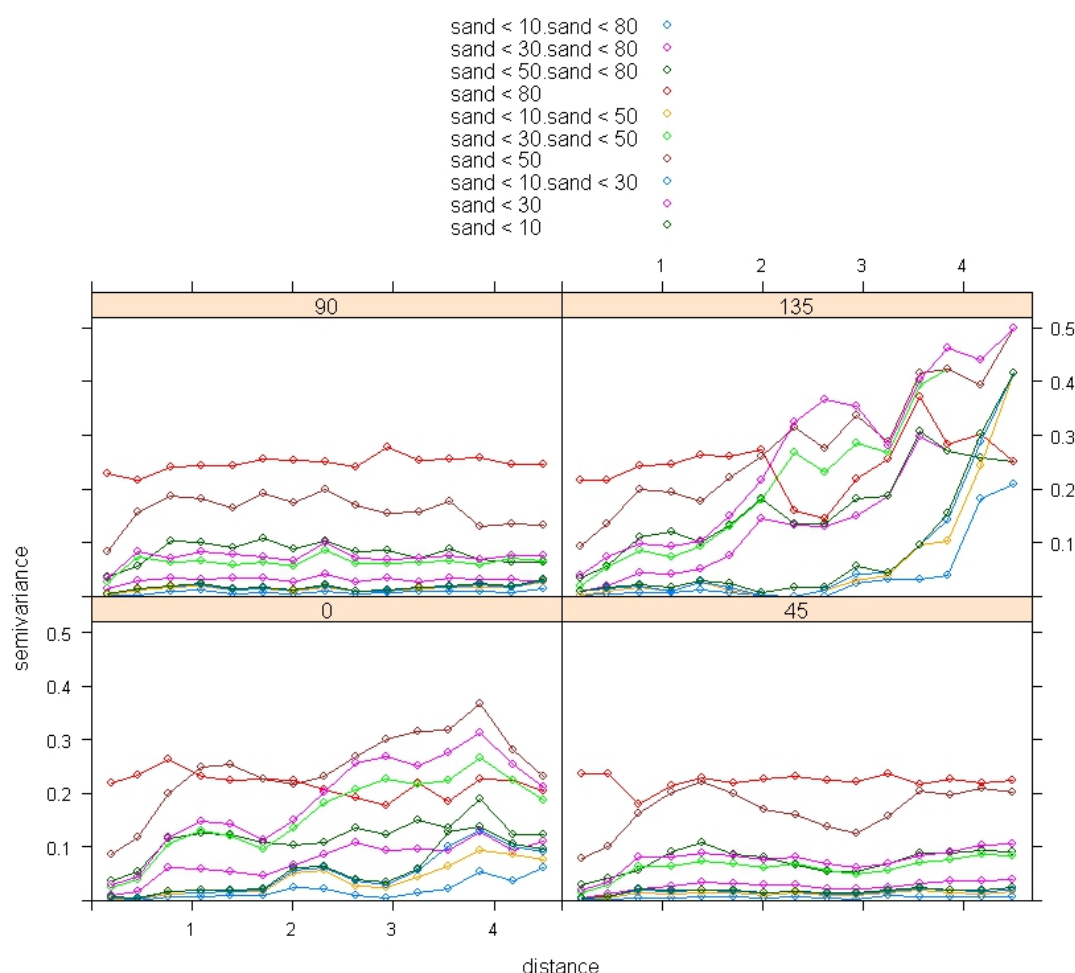 sand < 10.sand < 80
sand < 30.sand < 80
sand < 50.sand < 80
sand < 80
sand < 10.sand < 50
sand < 30.sand < 50
sand < 50
sand < 10.sand < 30
sand < 30
sand < 10
1 2 3 4
90 135
0.5
0.4
0.3
0.2
0.1
semivariance
0 45
0.5
0.4
0.3
0.2
0.1
1 2 3 4
distance